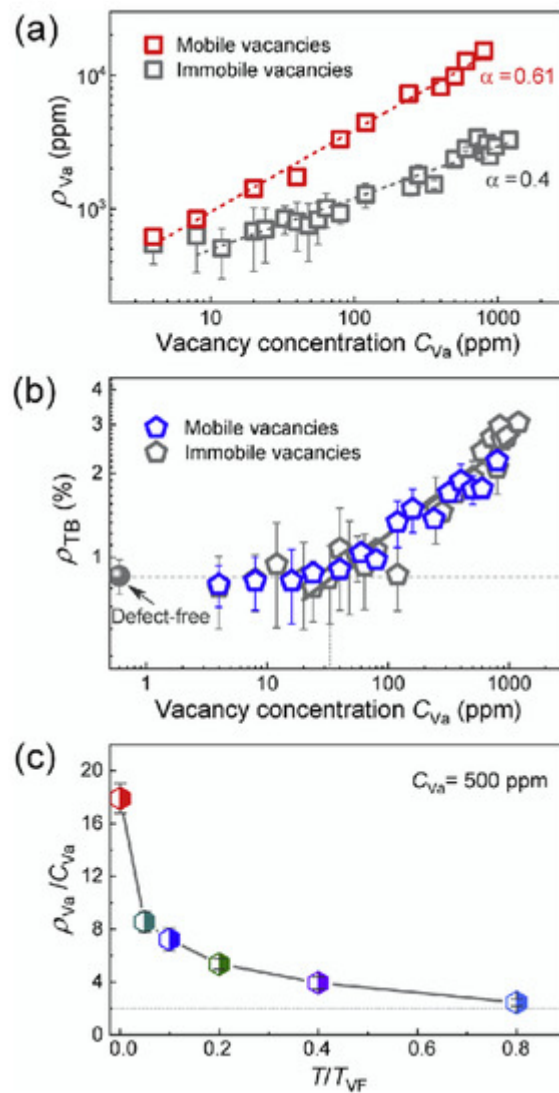 (a)
Mobile vacancies
Immobile vacancies
α = 0.61
α = 0.4
10⁴
10³
ρVa (ppm)
10
100
1000
Vacancy concentration CVa (ppm)
(b)
Mobile vacancies
Immobile vacancies
4
3
2
1
ρTB (%)
Defect-free
1
10
100
1000
Vacancy concentration CVa (ppm)
(c)
CVa = 500 ppm
20
16
12
8
4
0
ρVa /CVa
0.0
0.2
0.4
0.6
0.8
T/TVF